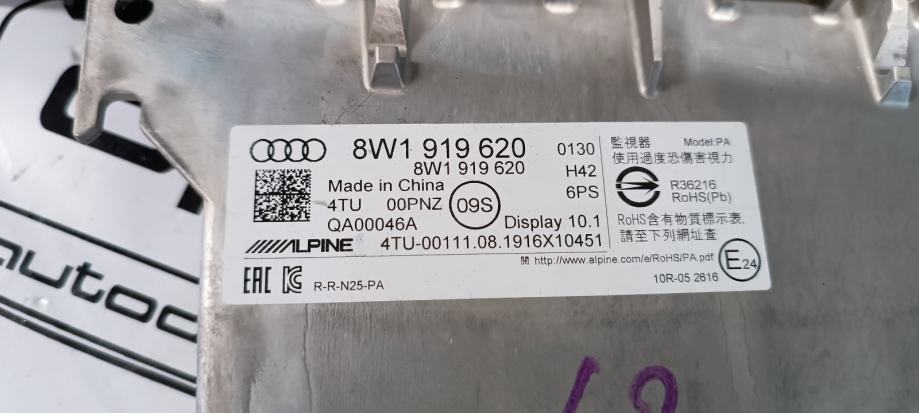 8W1 919 620 0130
8W1 919 620 H42
Made in China 6PS
4TU 00PNZ 09S
QA00046A Display 10.1
ALPINE 4TU-00111.08.1916X10451
監視器 Model:PA
使用過度恐傷害視力
R36216
RoHS(Pb)
RoHS含有物質標示表,
請至下列網址查
閱 http://www.alpine.com/e/RoHS/PA.pdf
E24
EAC R-R-N25-PA 10R-05 2616
autodo